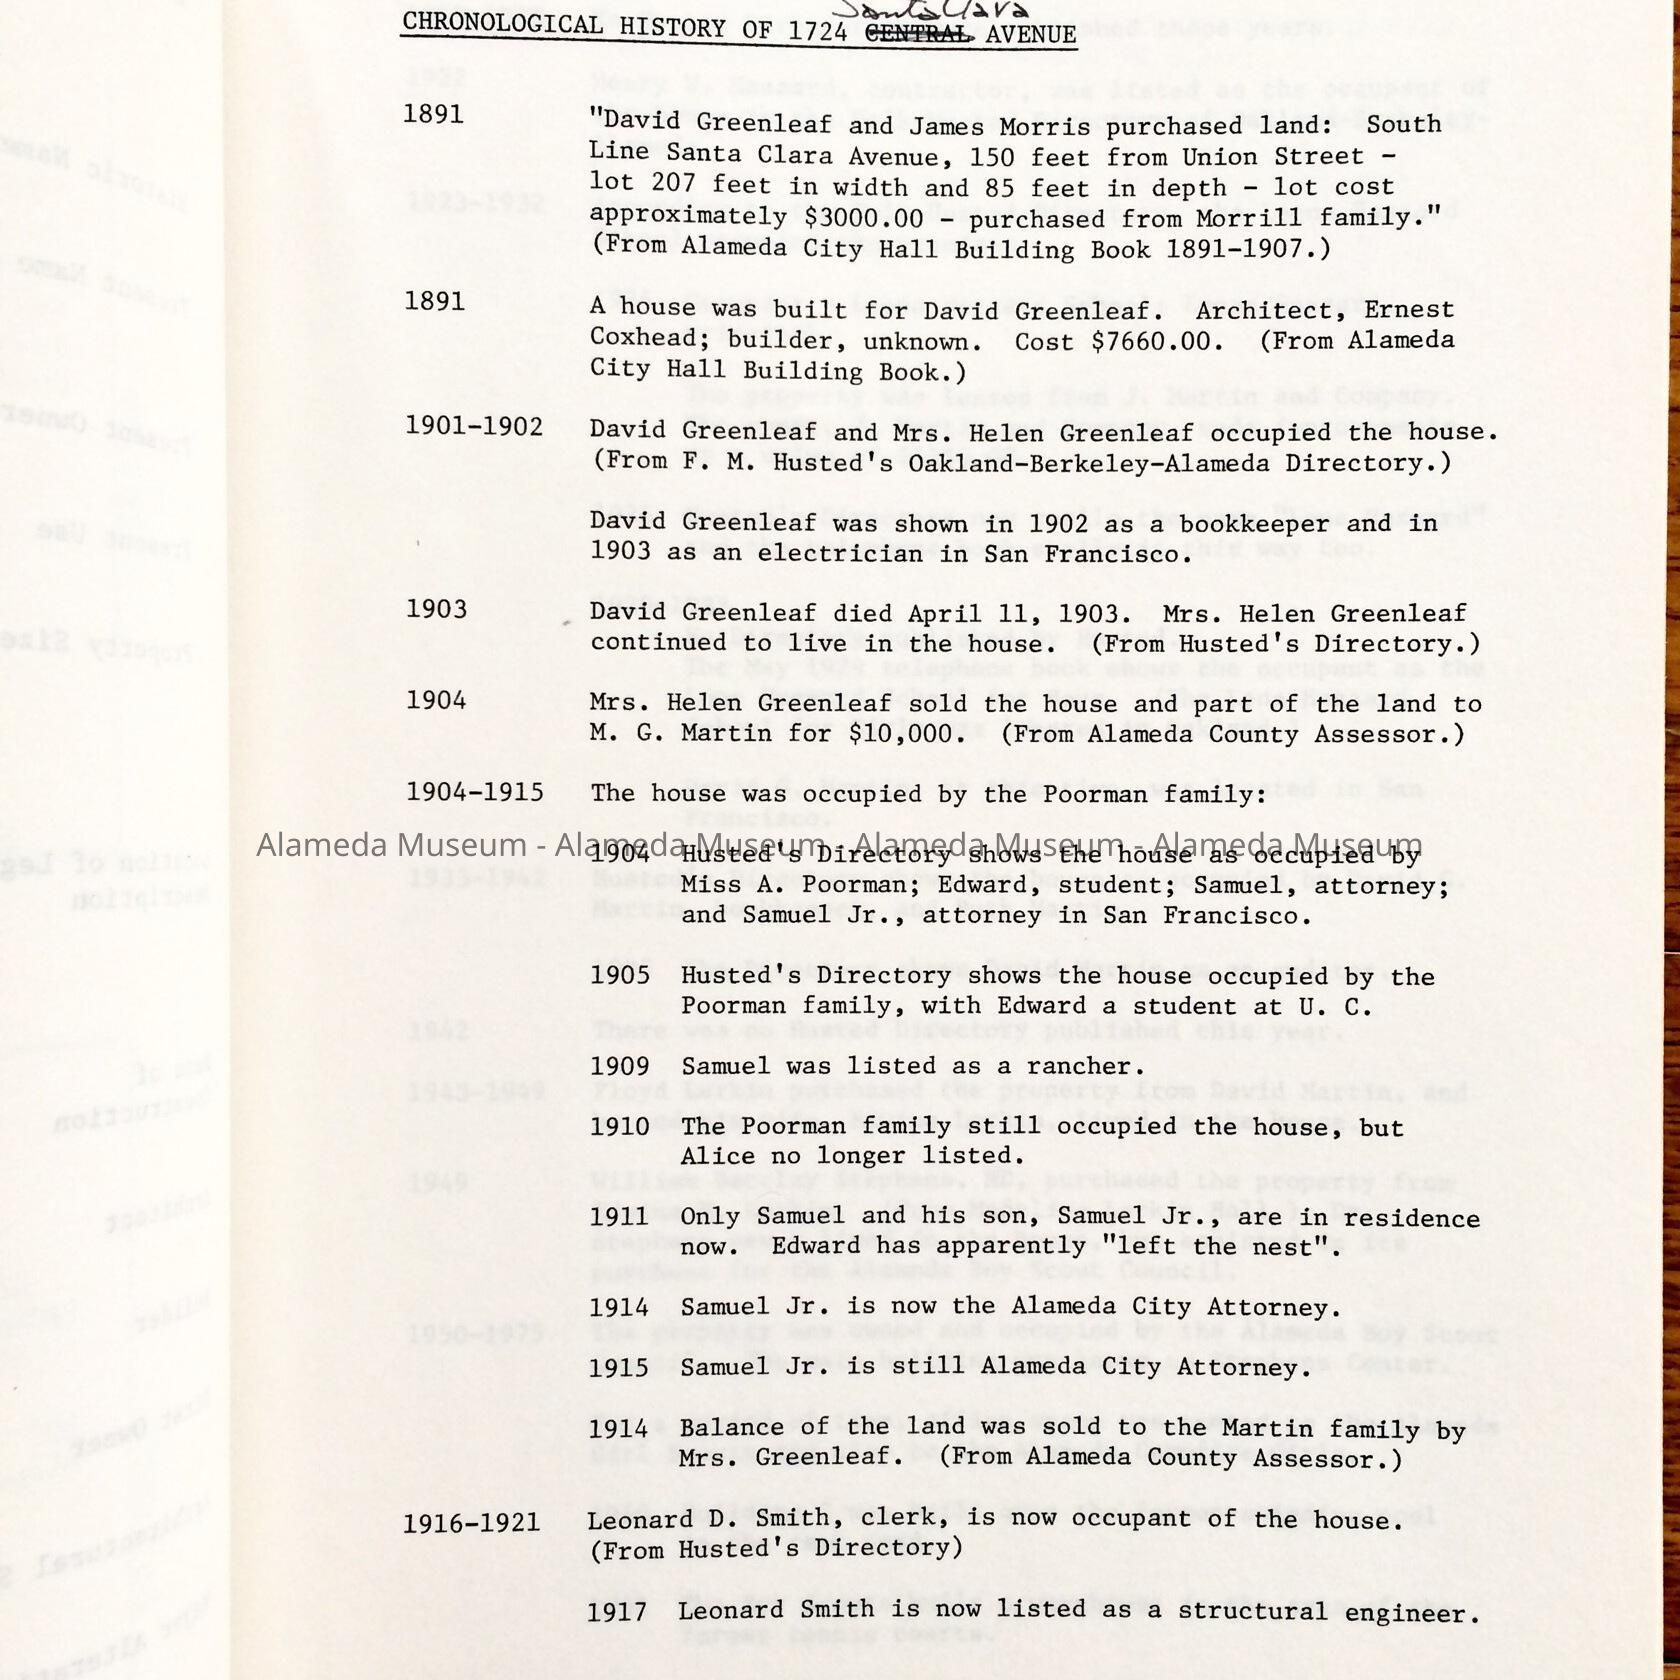 Santa Clara
CHRONOLOGICAL HISTORY OF 1724 CENTRAL AVENUE
1891 "David Greenleaf and James Morris purchased land: South
Line Santa Clara Avenue, 150 feet from Union Street -
lot 207 feet in width and 85 feet in depth - lot cost
approximately $3000.00 - purchased from Morrill family."
(From Alameda City Hall Building Book 1891-1907.)
1891 A house was built for David Greenleaf. Architect, Ernest
Coxhead; builder, unknown. Cost $7660.00. (From Alameda
City Hall Building Book.)
1901-1902 David Greenleaf and Mrs. Helen Greenleaf occupied the house.
(From F. M. Husted's Oakland-Berkeley-Alameda Directory.)
David Greenleaf was shown in 1902 as a bookkeeper and in
1903 as an electrician in San Francisco.
1903 David Greenleaf died April 11, 1903. Mrs. Helen Greenleaf
continued to live in the house. (From Husted's Directory.)
1904 Mrs. Helen Greenleaf sold the house and part of the land to
M. G. Martin for $10,000. (From Alameda County Assessor.)
1904-1915 The house was occupied by the Poorman family:
Alameda Museum - Alameda Museum - Alameda Museum - Alameda Museum
1904 Husted's Directory shows the house as occupied by
Miss A. Poorman; Edward, student; Samuel, attorney;
and Samuel Jr., attorney in San Francisco.
1905 Husted's Directory shows the house occupied by the
Poorman family, with Edward a student at U. C.
1909 Samuel was listed as a rancher.
1910 The Poorman family still occupied the house, but
Alice no longer listed.
1911 Only Samuel and his son, Samuel Jr., are in residence
now. Edward has apparently "left the nest".
1914 Samuel Jr. is now the Alameda City Attorney.
1915 Samuel Jr. is still Alameda City Attorney.
1914 Balance of the land was sold to the Martin family by
Mrs. Greenleaf. (From Alameda County Assessor.)
1916-1921 Leonard D. Smith, clerk, is now occupant of the house.
(From Husted's Directory)
1917 Leonard Smith is now listed as a structural engineer.